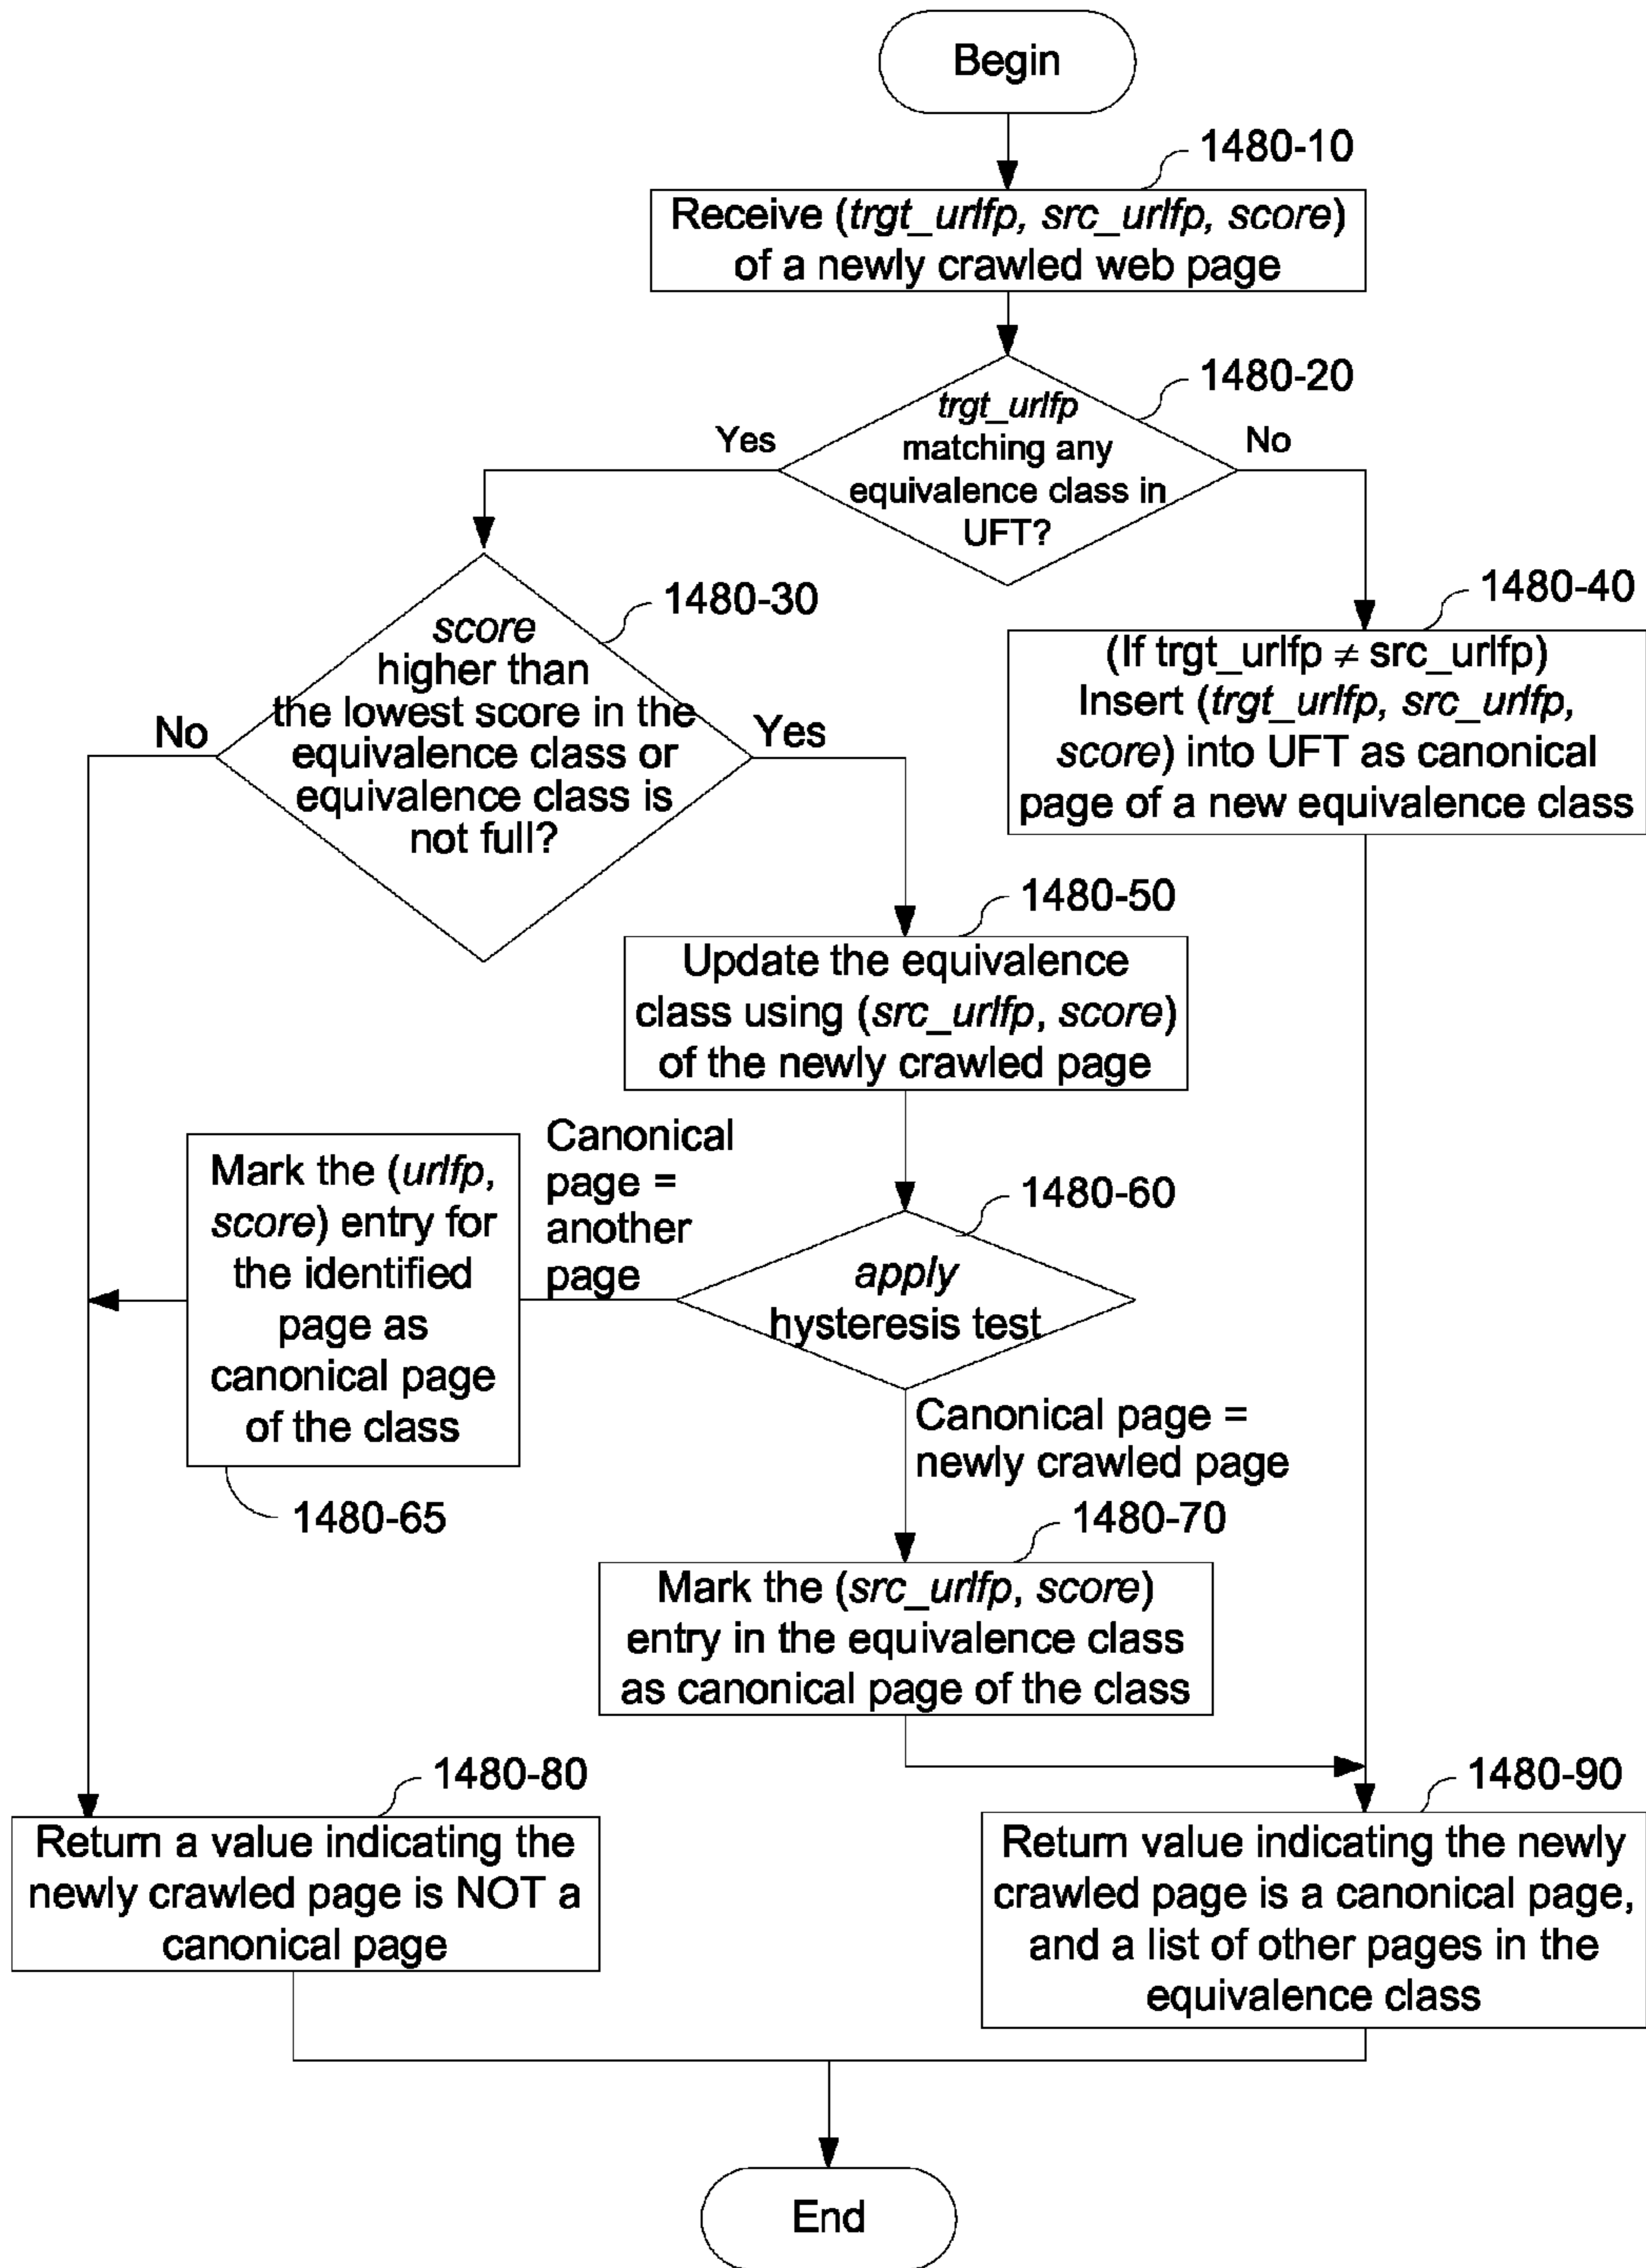 Begin
1480-10
Receive (trgt_urlfp, src_urlfp, score)
of a newly crawled web page
1480-20
trgt_urlfp
matching any
equivalence class in
UFT?
Yes
No
1480-30
score
higher than
the lowest score in the
equivalence class or
equivalence class is
not full?
No
Yes
1480-40
(If trgt_urlfp ≠ src_urlfp)
Insert (trgt_urlfp, src_urlfp,
score) into UFT as canonical
page of a new equivalence class
1480-50
Update the equivalence
class using (src_urlfp, score)
of the newly crawled page
1480-60
apply
hysteresis test
Canonical
page =
another
page
Mark the (urlfp,
score) entry for
the identified
page as
canonical page
of the class
1480-65
Canonical page =
newly crawled page
1480-70
Mark the (src_urlfp, score)
entry in the equivalence class
as canonical page of the class
1480-80
Return a value indicating the
newly crawled page is NOT a
canonical page
1480-90
Return value indicating the newly
crawled page is a canonical page,
and a list of other pages in the
equivalence class
End